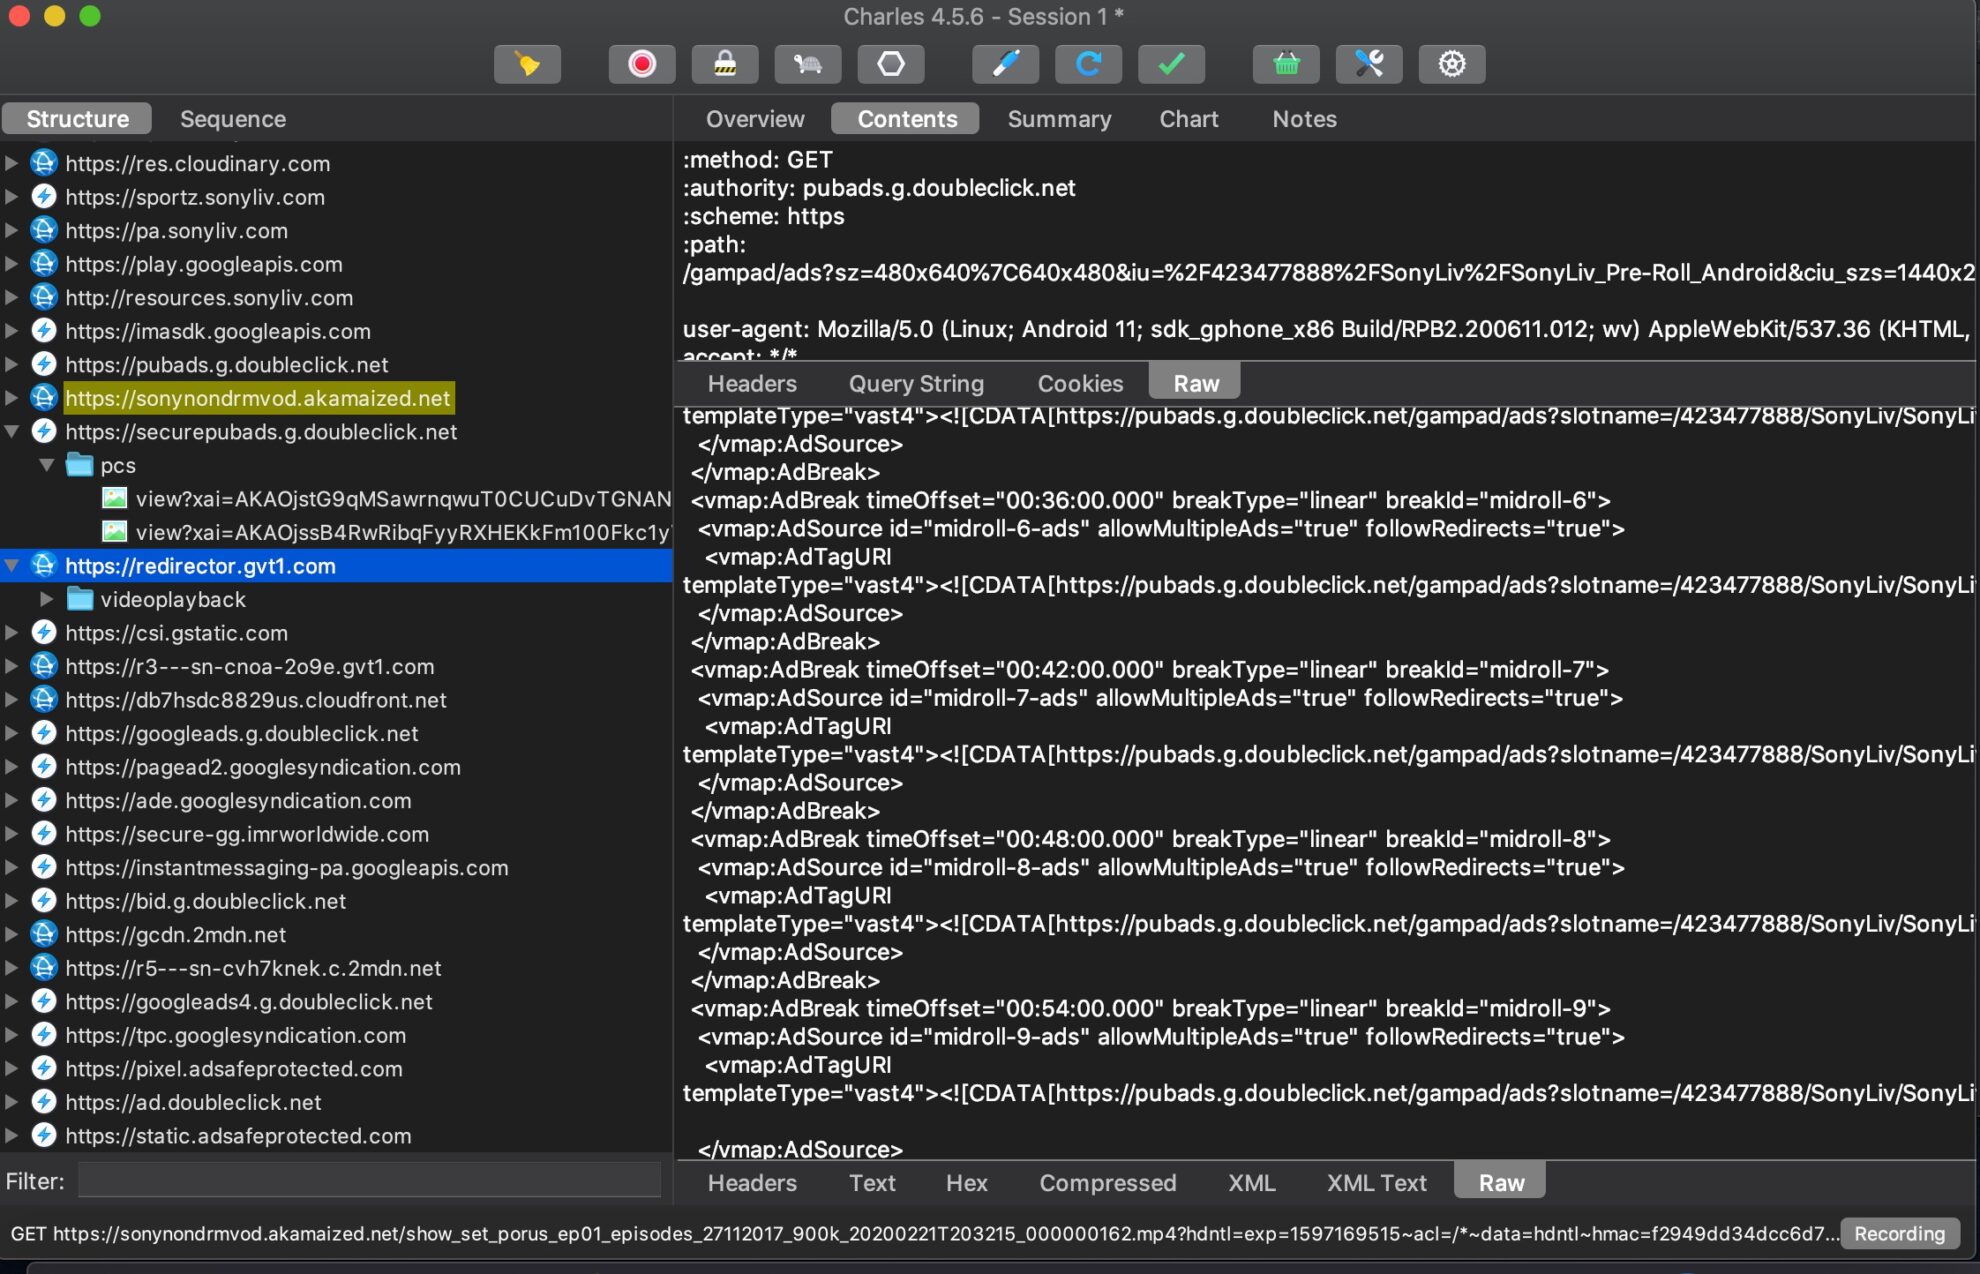 Charles 4.5.6 - Session 1 *
Structure
Sequence
https://res.cloudinary.com
https://sportz.sonyliv.com
https://pa.sonyliv.com
https://play.googleapis.com
http://resources.sonyliv.com
https://imasdk.googleapis.com
https://pubads.g.doubleclick.net
https://sonynondrmvod.akamaized.net
https://securepubads.g.doubleclick.net
pcs
view?xai=AKAOjstG9qMSawrnqwuT0CUCuDvTGNAN
view?xai=AKAOjssB4RwRibqFyyRXHEKkFm100Fkc1y
https://redirector.gvt1.com
videoplayback
https://csi.gstatic.com
https://r3---sn-cnoa-2o9e.gvt1.com
https://db7hsdc8829us.cloudfront.net
https://googleads.g.doubleclick.net
https://pagead2.googlesyndication.com
https://ade.googlesyndication.com
https://secure-gg.imrworldwide.com
https://instantmessaging-pa.googleapis.com
https://bid.g.doubleclick.net
https://gcdn.2mdn.net
https://r5---sn-cvh7knek.c.2mdn.net
https://googleads4.g.doubleclick.net
https://tpc.googlesyndication.com
https://pixel.adsafeprotected.com
https://ad.doubleclick.net
https://static.adsafeprotected.com
Filter:
Overview
Contents
Summary
Chart
Notes
:method: GET
:authority: pubads.g.doubleclick.net
:scheme: https
:path:
/gampad/ads?sz=480x640%7C640x480&iu=%2F423477888%2FSonyLiv%2FSonyLiv_Pre-Roll_Android&ciu_szs=1440x2
user-agent: Mozilla/5.0 (Linux; Android 11; sdk_gphone_x86 Build/RPB2.200611.012; wv) AppleWebKit/537.36 (KHTML,
accept: */*
Headers
Query String
Cookies
Raw
templateType="vast4"><![CDATA[https://pubads.g.doubleclick.net/gampad/ads?slotname=/423477888/SonyLiv/SonyLi
</vmap:AdSource>
</vmap:AdBreak>
<vmap:AdBreak timeOffset="00:36:00.000" breakType="linear" breakId="midroll-6">
<vmap:AdSource id="midroll-6-ads" allowMultipleAds="true" followRedirects="true">
<vmap:AdTagURI
templateType="vast4"><![CDATA[https://pubads.g.doubleclick.net/gampad/ads?slotname=/423477888/SonyLiv/SonyLi
</vmap:AdSource>
</vmap:AdBreak>
<vmap:AdBreak timeOffset="00:42:00.000" breakType="linear" breakId="midroll-7">
<vmap:AdSource id="midroll-7-ads" allowMultipleAds="true" followRedirects="true">
<vmap:AdTagURI
templateType="vast4"><![CDATA[https://pubads.g.doubleclick.net/gampad/ads?slotname=/423477888/SonyLiv/SonyLi
</vmap:AdSource>
</vmap:AdBreak>
<vmap:AdBreak timeOffset="00:48:00.000" breakType="linear" breakId="midroll-8">
<vmap:AdSource id="midroll-8-ads" allowMultipleAds="true" followRedirects="true">
<vmap:AdTagURI
templateType="vast4"><![CDATA[https://pubads.g.doubleclick.net/gampad/ads?slotname=/423477888/SonyLiv/SonyLi
</vmap:AdSource>
</vmap:AdBreak>
<vmap:AdBreak timeOffset="00:54:00.000" breakType="linear" breakId="midroll-9">
<vmap:AdSource id="midroll-9-ads" allowMultipleAds="true" followRedirects="true">
<vmap:AdTagURI
templateType="vast4"><![CDATA[https://pubads.g.doubleclick.net/gampad/ads?slotname=/423477888/SonyLiv/SonyLi
</vmap:AdSource>
Headers
Text
Hex
Compressed
XML
XML Text
Raw
GET https://sonynondrmvod.akamaized.net/show_set_porus_ep01_episodes_27112017_900k_20200221T203215_000000162.mp4?hdntl=exp=1597169515~acl=/*~data=hdntl~hmac=f2949dd34dcc6d7...
Recording